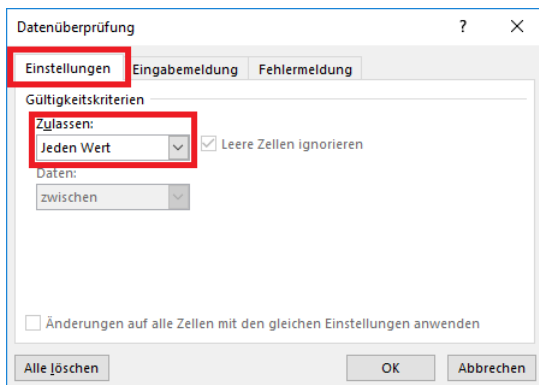 Datenüberprüfung ?
Einstellungen Eingabemeldung Fehlermeldung
Gültigkeitskriterien
Zulassen:
Jeden Wert Leere Zellen ignorieren
Daten:
zwischen
Änderungen auf alle Zellen mit den gleichen Einstellungen anwenden
Alle löschen OK Abbrechen